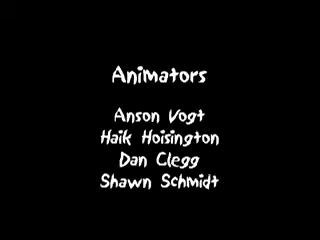 Animators
Anson Vogt
Haik Hoisington
Dan Clegg
Shawn Schmidt